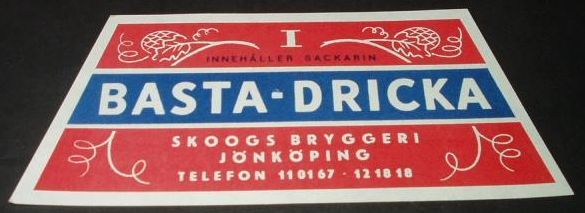 I
INNEHÅLLER SACKARIN
BASTA-DRICKA
SKOOGS BRYGGERI
JÖNKÖPING
TELEFON 110167 · 121818